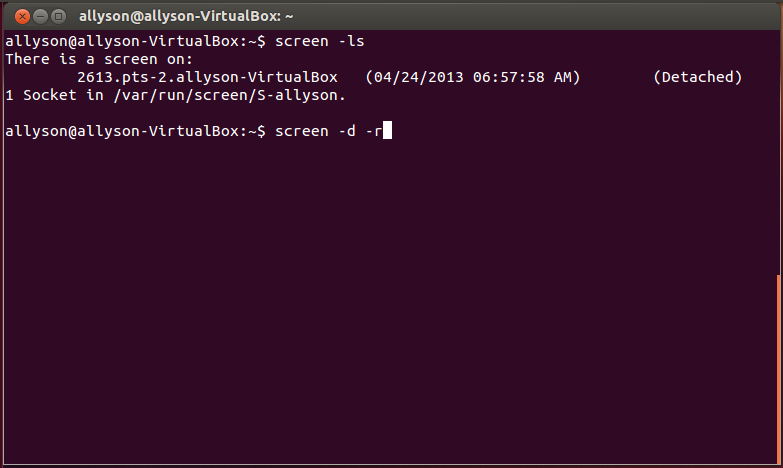 allyson@allyson-VirtualBox: ~
allyson@allyson-VirtualBox:~$ screen -ls
There is a screen on:
        2613.pts-2.allyson-VirtualBox   (04/24/2013 06:57:58 AM)        (Detached)
1 Socket in /var/run/screen/S-allyson.

allyson@allyson-VirtualBox:~$ screen -d -r